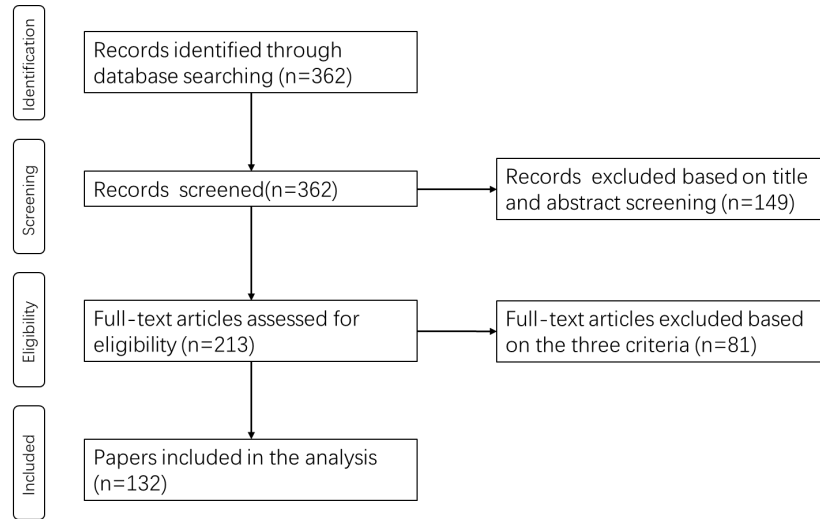 Identification
Records identified through
database searching (n=362)
Screening
Records  screened(n=362)
Records  excluded based on title
and abstract screening (n=149)
Eligibility
Full-text articles assessed for
eligibility (n=213)
Full-text articles excluded based
on the three criteria (n=81)
Included
Papers included in the analysis
(n=132)